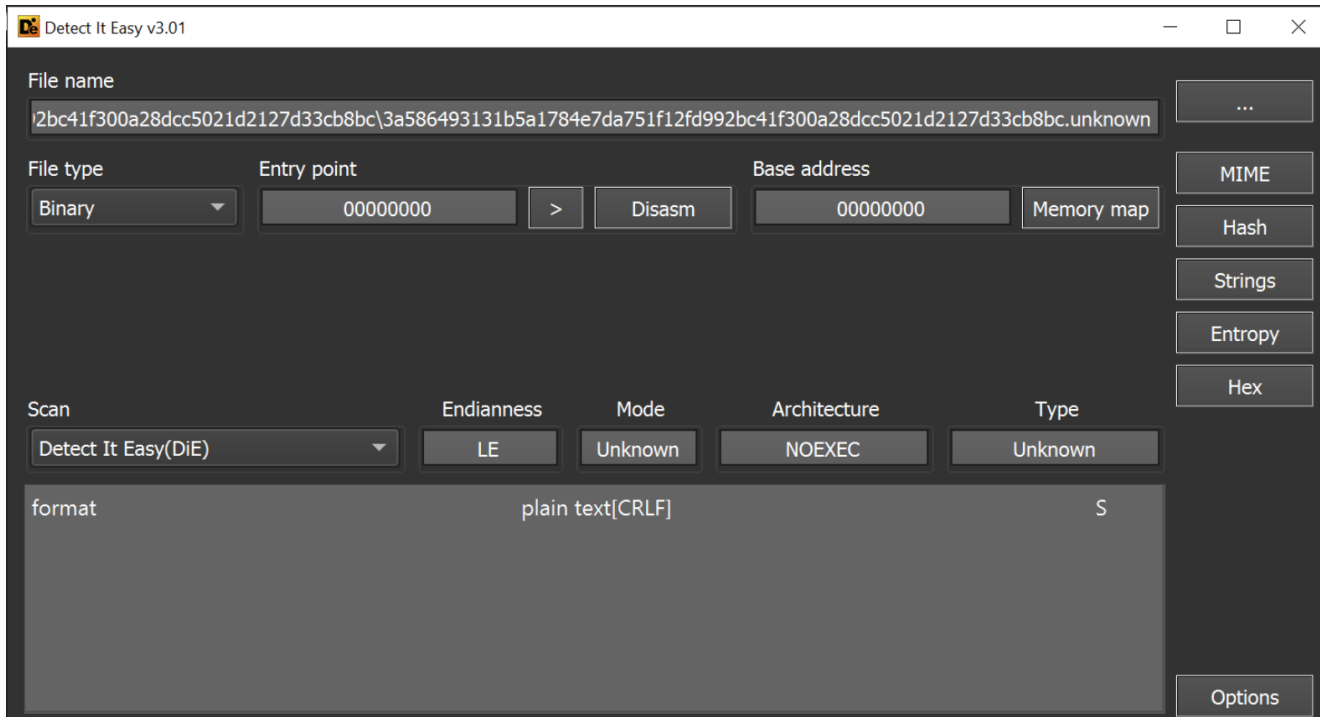 Detect It Easy v3.01
File name
2bc41f300a28dcc5021d2127d33cb8bc\3a586493131b5a1784e7da751f12fd992bc41f300a28dcc5021d2127d33cb8bc.unknown
...
File type Entry point Base address
MIME
Binary 00000000 > Disasm 00000000 Memory map
Hash
Strings
Entropy
Hex
Scan Endianness Mode Architecture Type
Detect It Easy(DiE) LE Unknown NOEXEC Unknown
format plain text[CRLF] S
Options